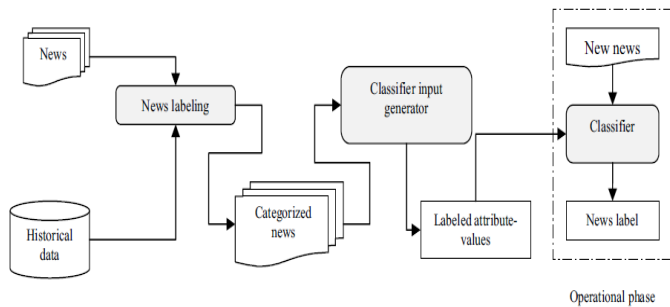 News
News labeling
Historical
data
Categorized
news
Classifier input
generator
Labeled attribute-
values
New news
Classifier
News label
Operational phase